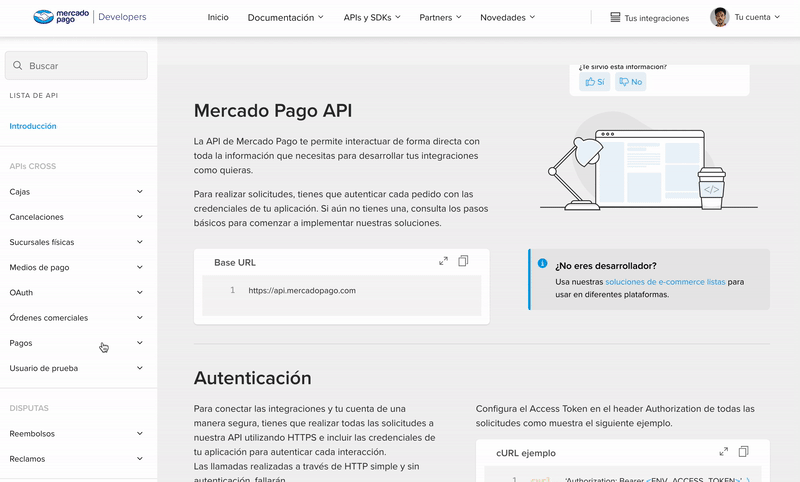 mercado
pago
Developers
Inicio
Documentación
APIs y SDKs
Partners
Novedades
Tus integraciones
Tu cuenta
Buscar
LISTA DE API
Introducción
APIs CROSS
Cajas
Cancelaciones
Sucursales físicas
Medios de pago
OAuth
Órdenes comerciales
Pagos
Usuario de prueba
DISPUTAS
Reembolsos
Reclamos
¿Te sirvió esta información?
Sí
No
Mercado Pago API
La API de Mercado Pago te permite interactuar de forma directa con
toda la información que necesitas para desarrollar tus integraciones
como quieras.
Para realizar solicitudes, tienes que autenticar cada pedido con las
credenciales de tu aplicación. Si aún no tienes una, consulta los pasos
básicos para comenzar a implementar nuestras soluciones.
</>
Base URL
1 https://api.mercadopago.com
¿No eres desarrollador?
Usa nuestras soluciones de e-commerce listas para
usar en diferentes plataformas.
Autenticación
Para conectar las integraciones y tu cuenta de una
manera segura, tienes que realizar todas las solicitudes a
nuestra API utilizando HTTPS e incluir las credenciales de
tu aplicación para autenticar cada interacción.
Las llamadas realizadas a través de HTTP simple y sin
autenticación, fallarán.
Configura el Access Token en el header Authorization de todas las
solicitudes como muestra el siguiente ejemplo.
cURL ejemplo
1 curl 'Authorization: Bearer <ENV_ACCESS_TOKEN>' \